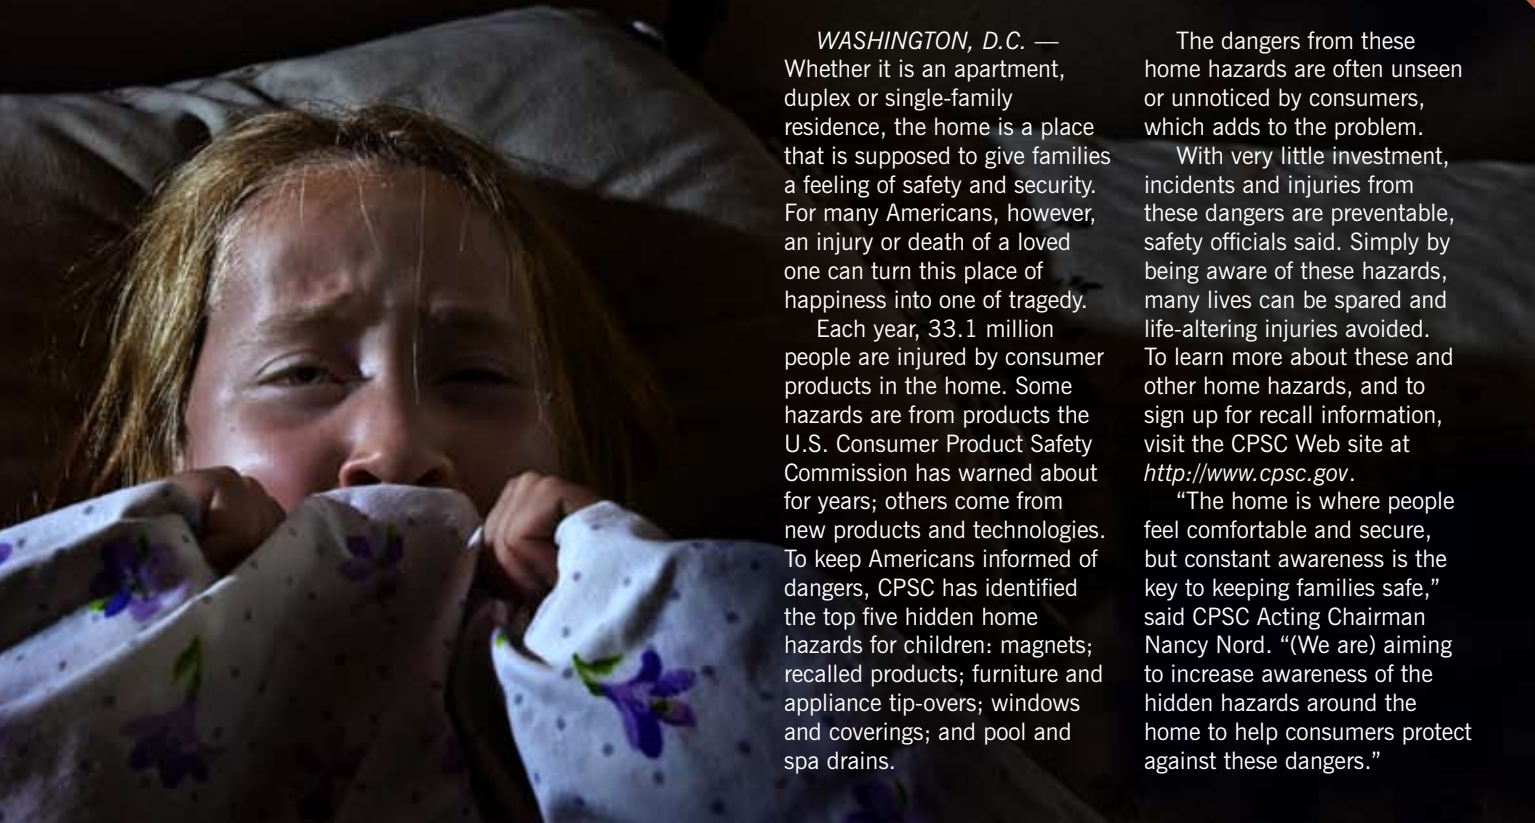 WASHINGTON, D.C. —
Whether it is an apartment,
duplex or single-family
residence, the home is a place
that is supposed to give families
a feeling of safety and security.
For many Americans, however,
an injury or death of a loved
one can turn this place of
happiness into one of tragedy.
Each year, 33.1 million
people are injured by consumer
products in the home. Some
hazards are from products the
U.S. Consumer Product Safety
Commission has warned about
for years; others come from
new products and technologies.
To keep Americans informed of
dangers, CPSC has identified
the top five hidden home
hazards for children: magnets;
recalled products; furniture and
appliance tip-overs; windows
and coverings; and pool and
spa drains.
The dangers from these
home hazards are often unseen
or unnoticed by consumers,
which adds to the problem.
With very little investment,
incidents and injuries from
these dangers are preventable,
safety officials said. Simply by
being aware of these hazards,
many lives can be spared and
life-altering injuries avoided.
To learn more about these and
other home hazards, and to
sign up for recall information,
visit the CPSC Web site at
http://www.cpsc.gov.
“The home is where people
feel comfortable and secure,
but constant awareness is the
key to keeping families safe,”
said CPSC Acting Chairman
Nancy Nord. “(We are) aiming
to increase awareness of the
hidden hazards around the
home to help consumers protect
against these dangers.”